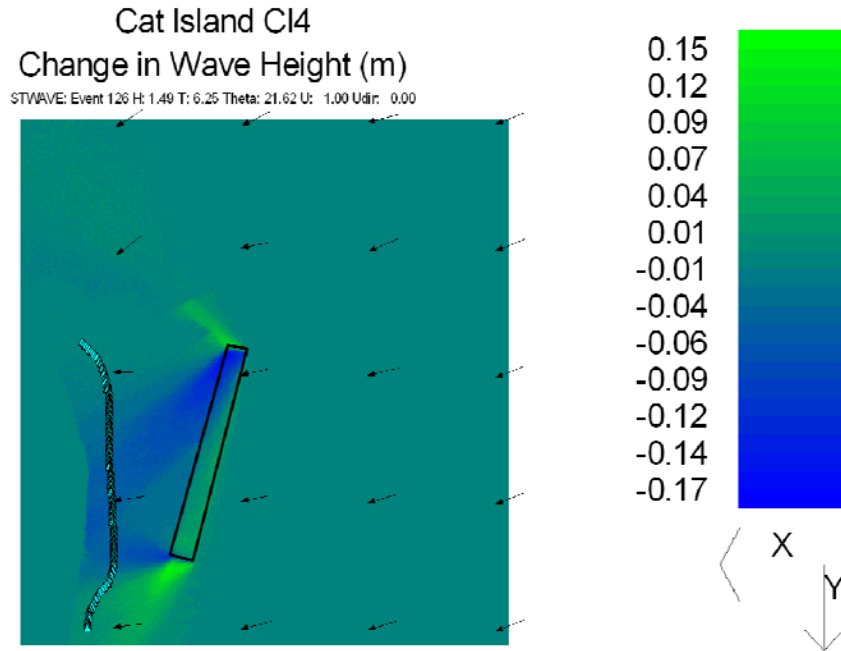 Cat Island CI4
Change in Wave Height (m)
STWAVE: Event 126 H: 1.49 T: 6.25 Theta: 21.62 U: 1.00 Udir: 0.00
0.15
0.12
0.09
0.07
0.04
0.01
-0.01
-0.04
-0.06
-0.09
-0.12
-0.14
-0.17
X
Y